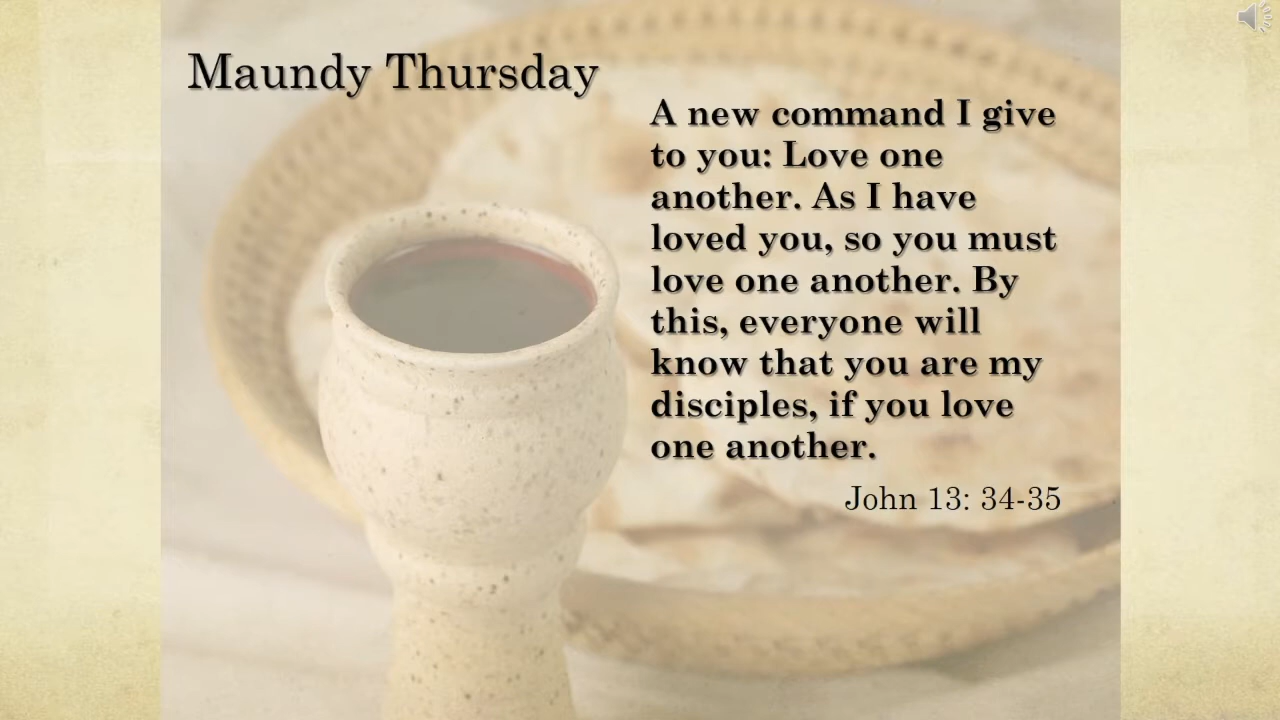 Maundy Thursday
A new command I give
to you: Love one
another. As I have
loved you, so you must
love one another. By
this, everyone will
know that you are my
disciples, if you love
one another.
John 13: 34-35